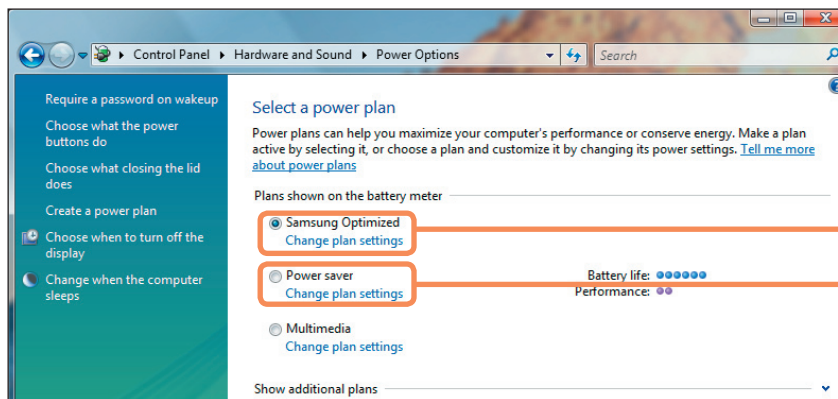 Control Panel ▸ Hardware and Sound ▸ Power Options
Search
Require a password on wakeup
Choose what the power
buttons do
Choose what closing the lid
does
Create a power plan
Choose when to turn off the
display
Change when the computer
sleeps
Select a power plan
Power plans can help you maximize your computer's performance or conserve energy. Make a plan
active by selecting it, or choose a plan and customize it by changing its power settings. Tell me more
about power plans
Plans shown on the battery meter
Samsung Optimized
Change plan settings
Power saver Battery life:
Change plan settings Performance:
Multimedia
Change plan settings
Show additional plans